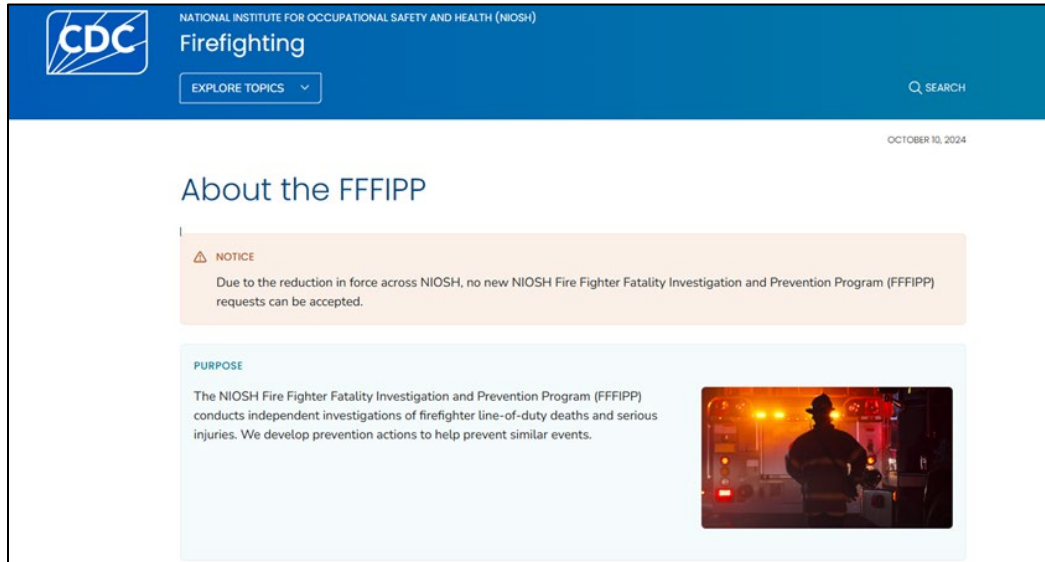 CDC
NATIONAL INSTITUTE FOR OCCUPATIONAL SAFETY AND HEALTH (NIOSH)
Firefighting
EXPLORE TOPICS
SEARCH
OCTOBER 10, 2024
About the FFFIPP
NOTICE
Due to the reduction in force across NIOSH, no new NIOSH Fire Fighter Fatality Investigation and Prevention Program (FFFIPP)
requests can be accepted.
PURPOSE
The NIOSH Fire Fighter Fatality Investigation and Prevention Program (FFFIPP)
conducts independent investigations of firefighter line-of-duty deaths and serious
injuries. We develop prevention actions to help prevent similar events.